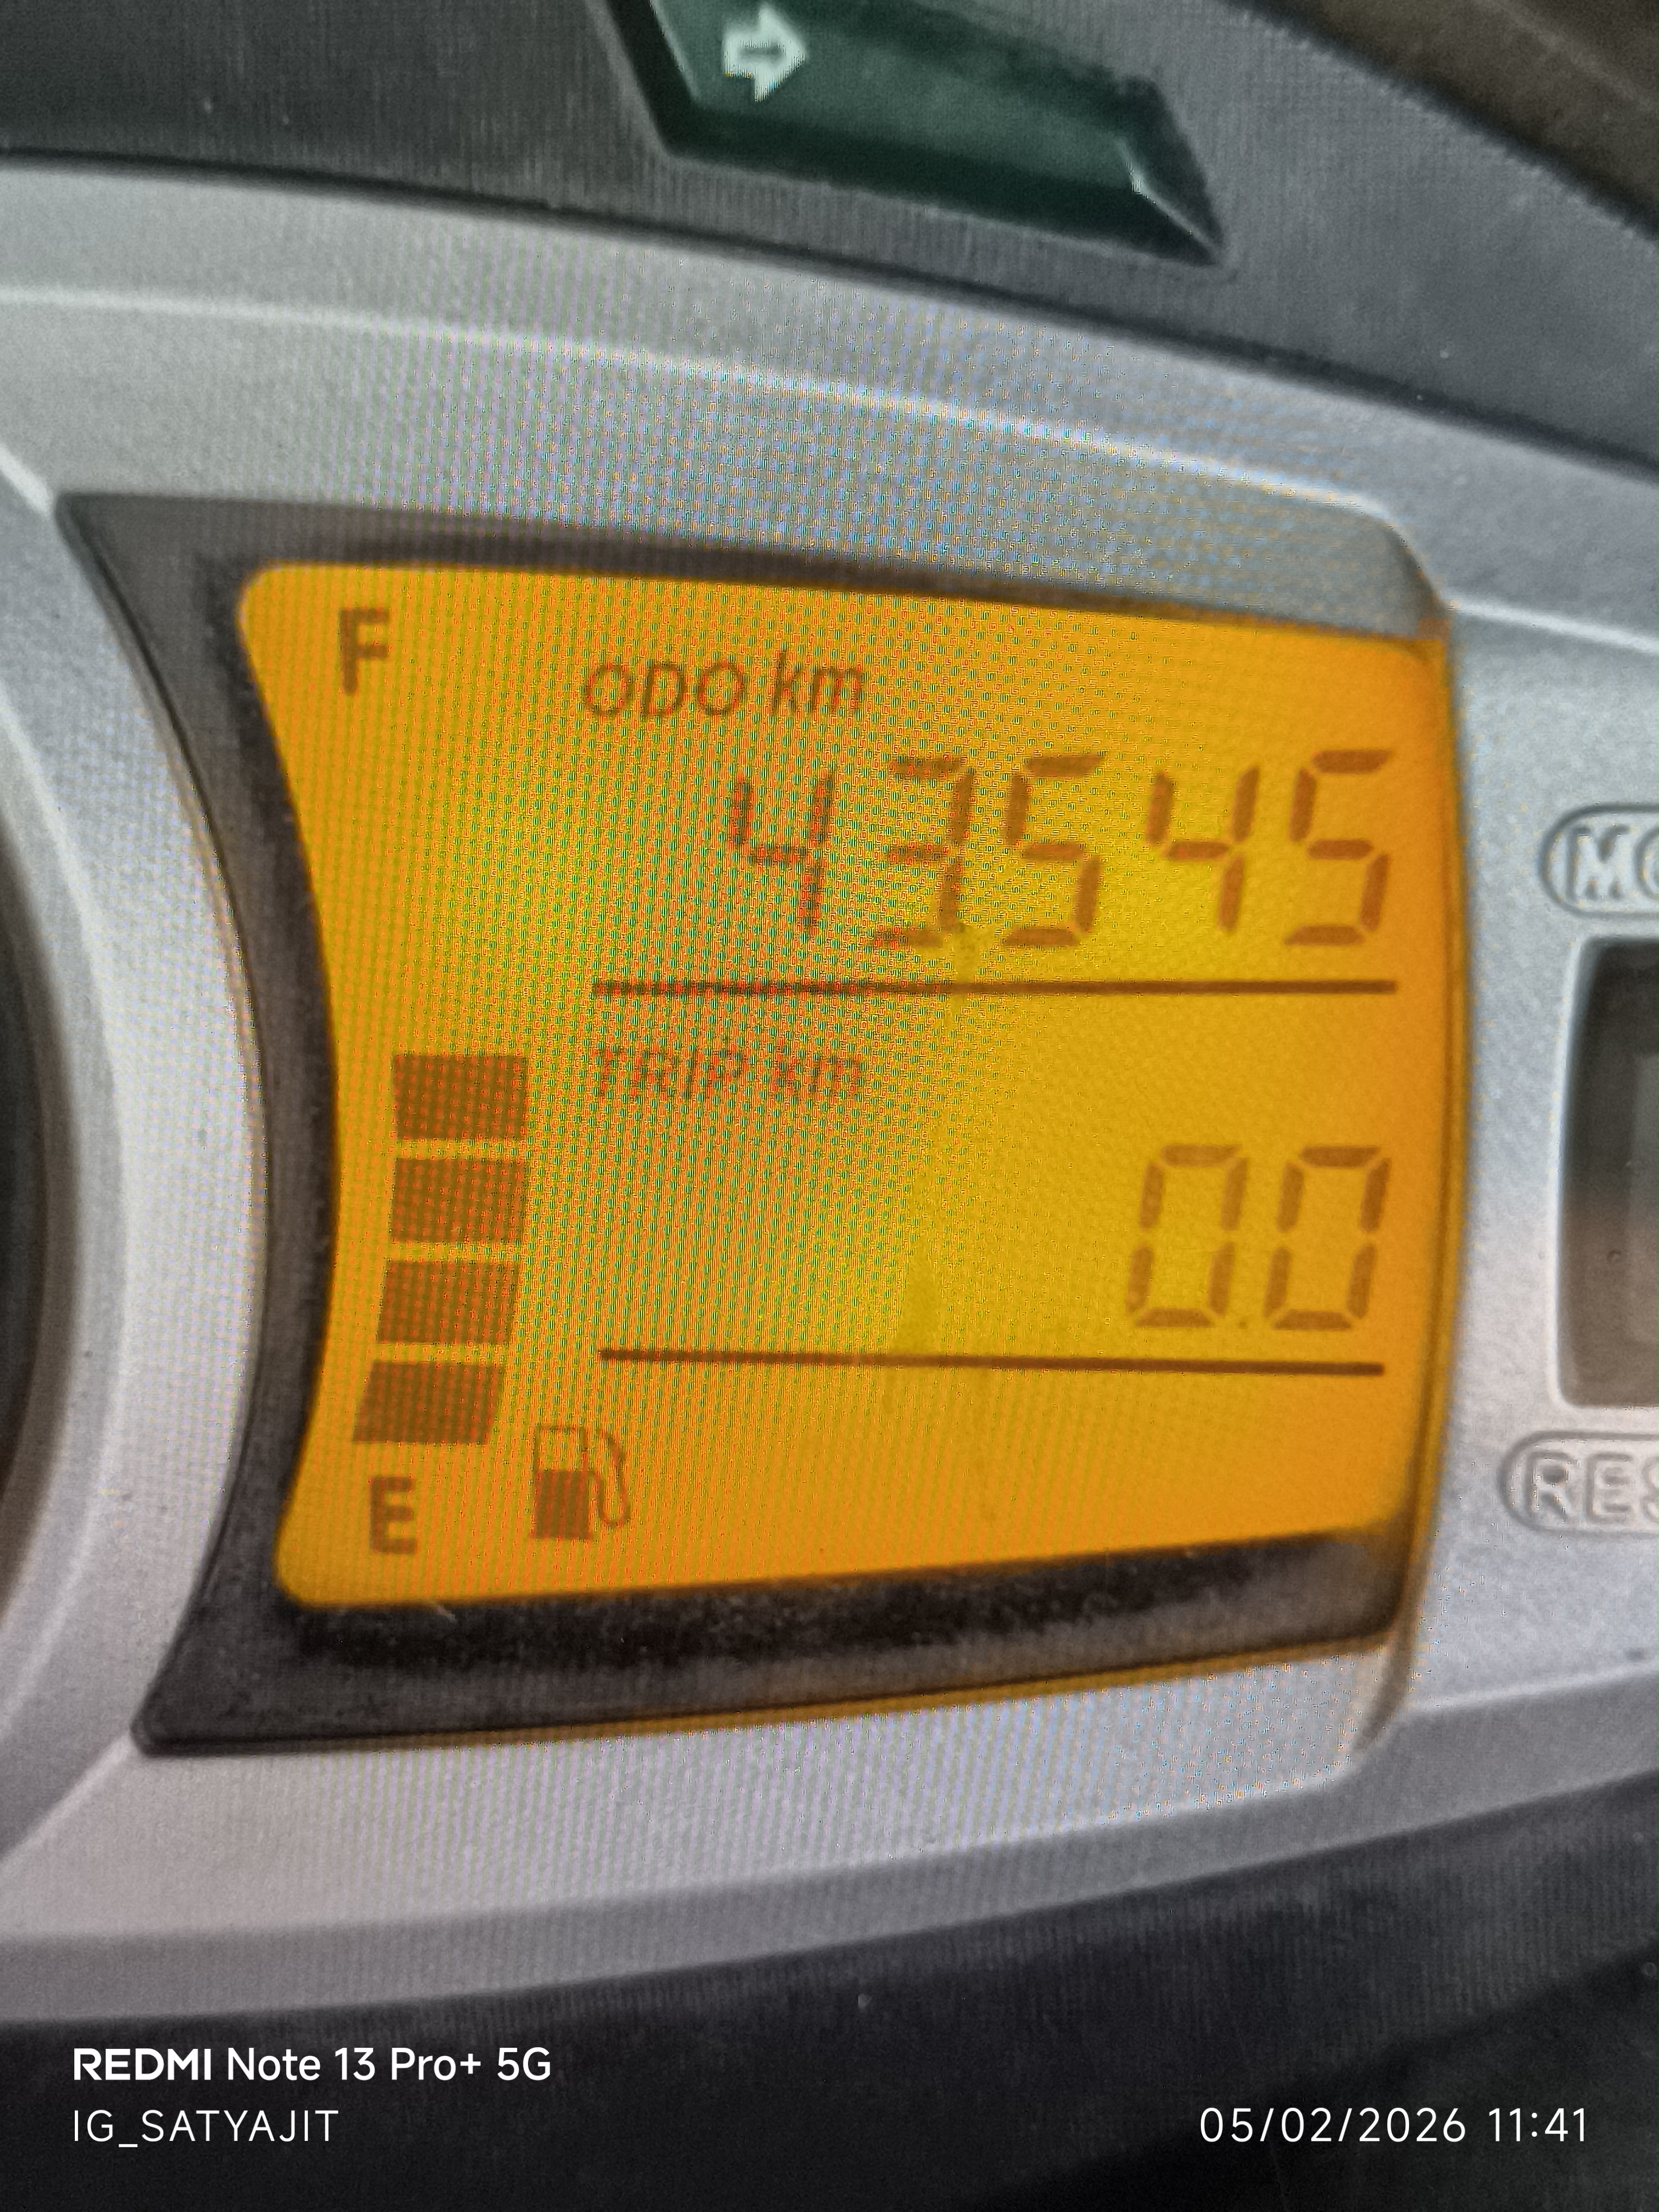 F
ODO km
43545
TRIP km
0.0
E
REDMI Note 13 Pro+ 5G
IG_SATYAJIT
05/02/2026 11:41